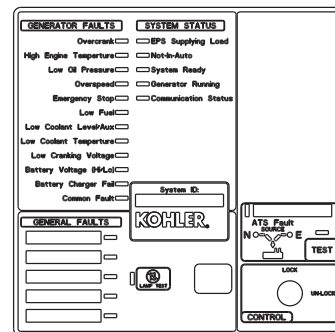 GENERATOR FAULTS
Overcrank
High Engine Temperture
Low Oil Pressure
Overspeed
Emergency Stop
Low Fuel
Low Coolant Level/Aux
Low Coolant Temperture
Low Cranking Voltage
Battery Voltage (Hi/Lo)
Battery Charger Fail
Common Fault
SYSTEM STATUS
EPS Supplying Load
Not-In-Auto
System Ready
Generator Running
Communication Status
System ID:
KOHLER.
GENERAL FAULTS
LAMP TEST
ATS Fault
SOURCE
N E
TEST
LOCK
UN-LOCK
CONTROL